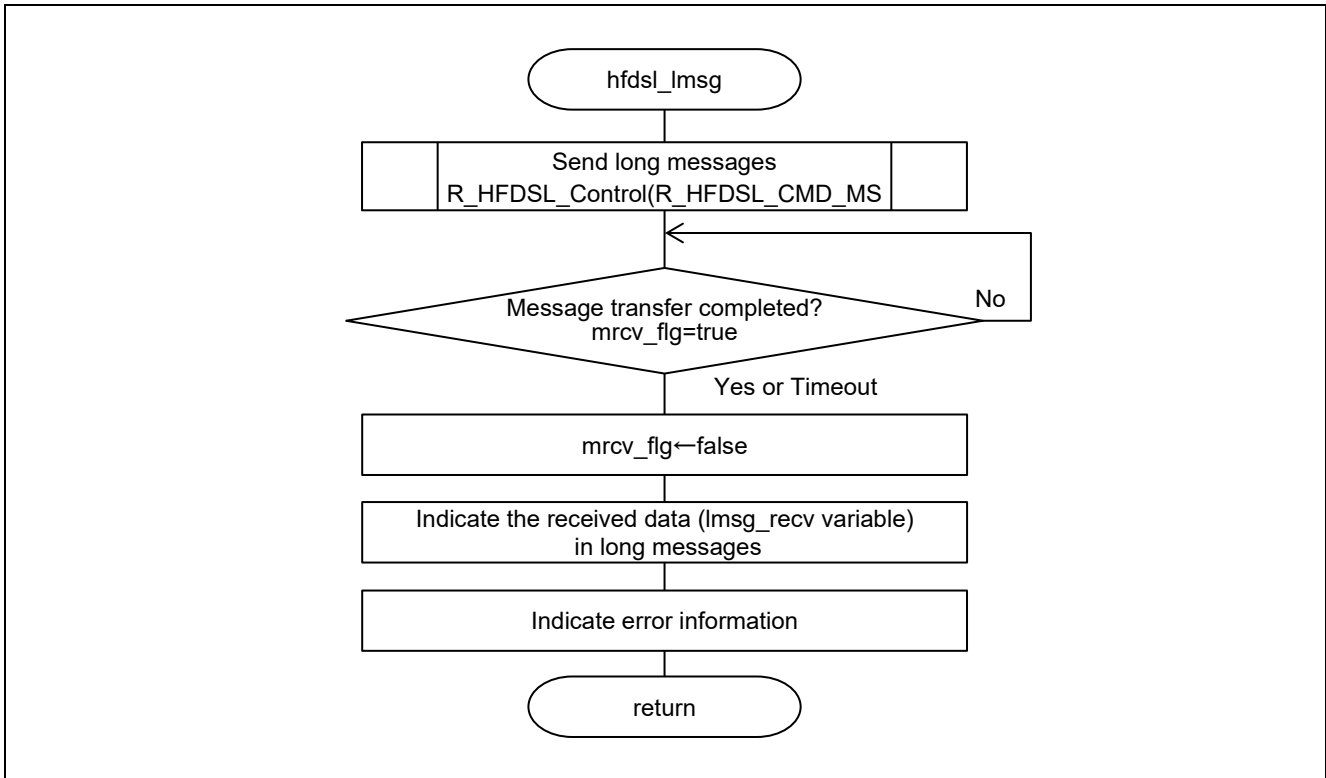 hfdsl_lmsg
Send long messages
R_HFDSL_Control(R_HFDSL_CMD_MS
Message transfer completed?
mrcv_flg=true
No
Yes or Timeout
mrcv_flg←false
Indicate the received data (lmsg_recv variable)
in long messages
Indicate error information
return